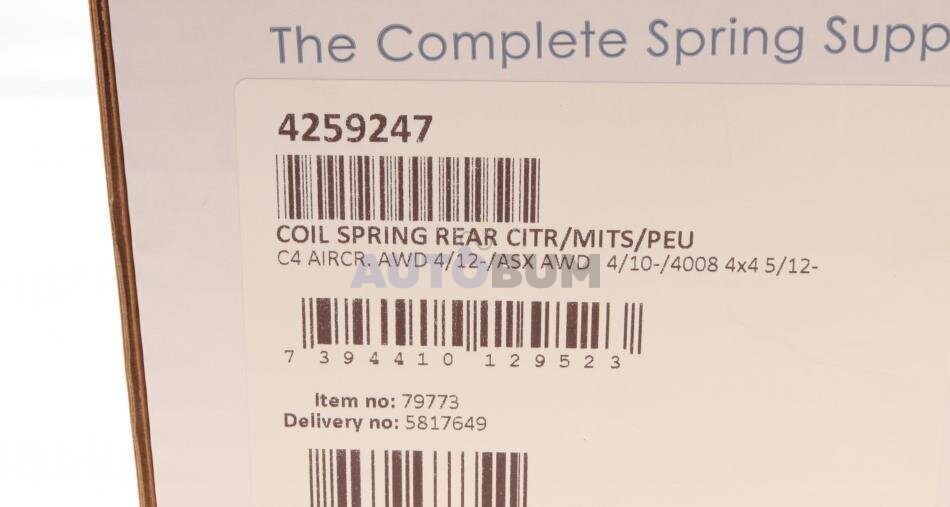 The Complete Spring Supp
4259247
COIL SPRING REAR CITR/MITS/PEU
C4 AIRCR. AWD 4/12-/ASX AWD 4/10-/4008 4x4 5/12-
AUTOBUM
7 394410 129523
Item no: 79773
Delivery no: 5817649